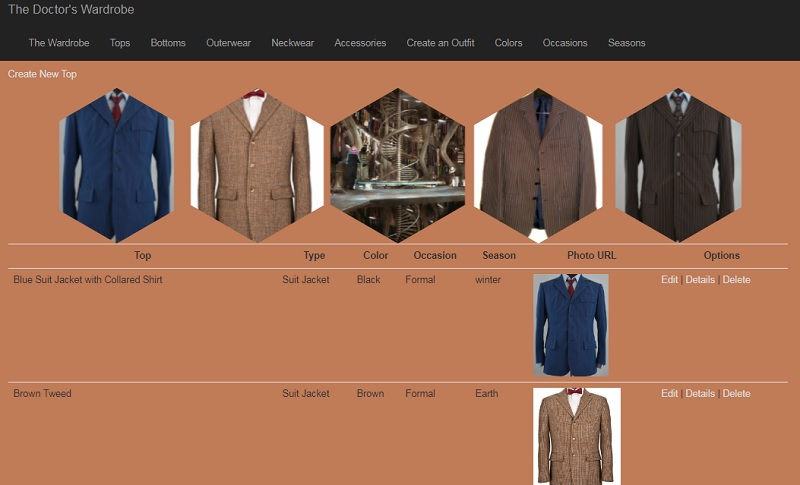 The Doctor's Wardrobe
The Wardrobe Tops Bottoms Outerwear Neckwear Accessories Create an Outfit Colors Occasions Seasons
Create New Top
Top Type Color Occasion Season Photo URL Options
Blue Suit Jacket with Collared Shirt Suit Jacket Black Formal winter Edit | Details | Delete
Brown Tweed Suit Jacket Brown Formal Earth Edit | Details | Delete